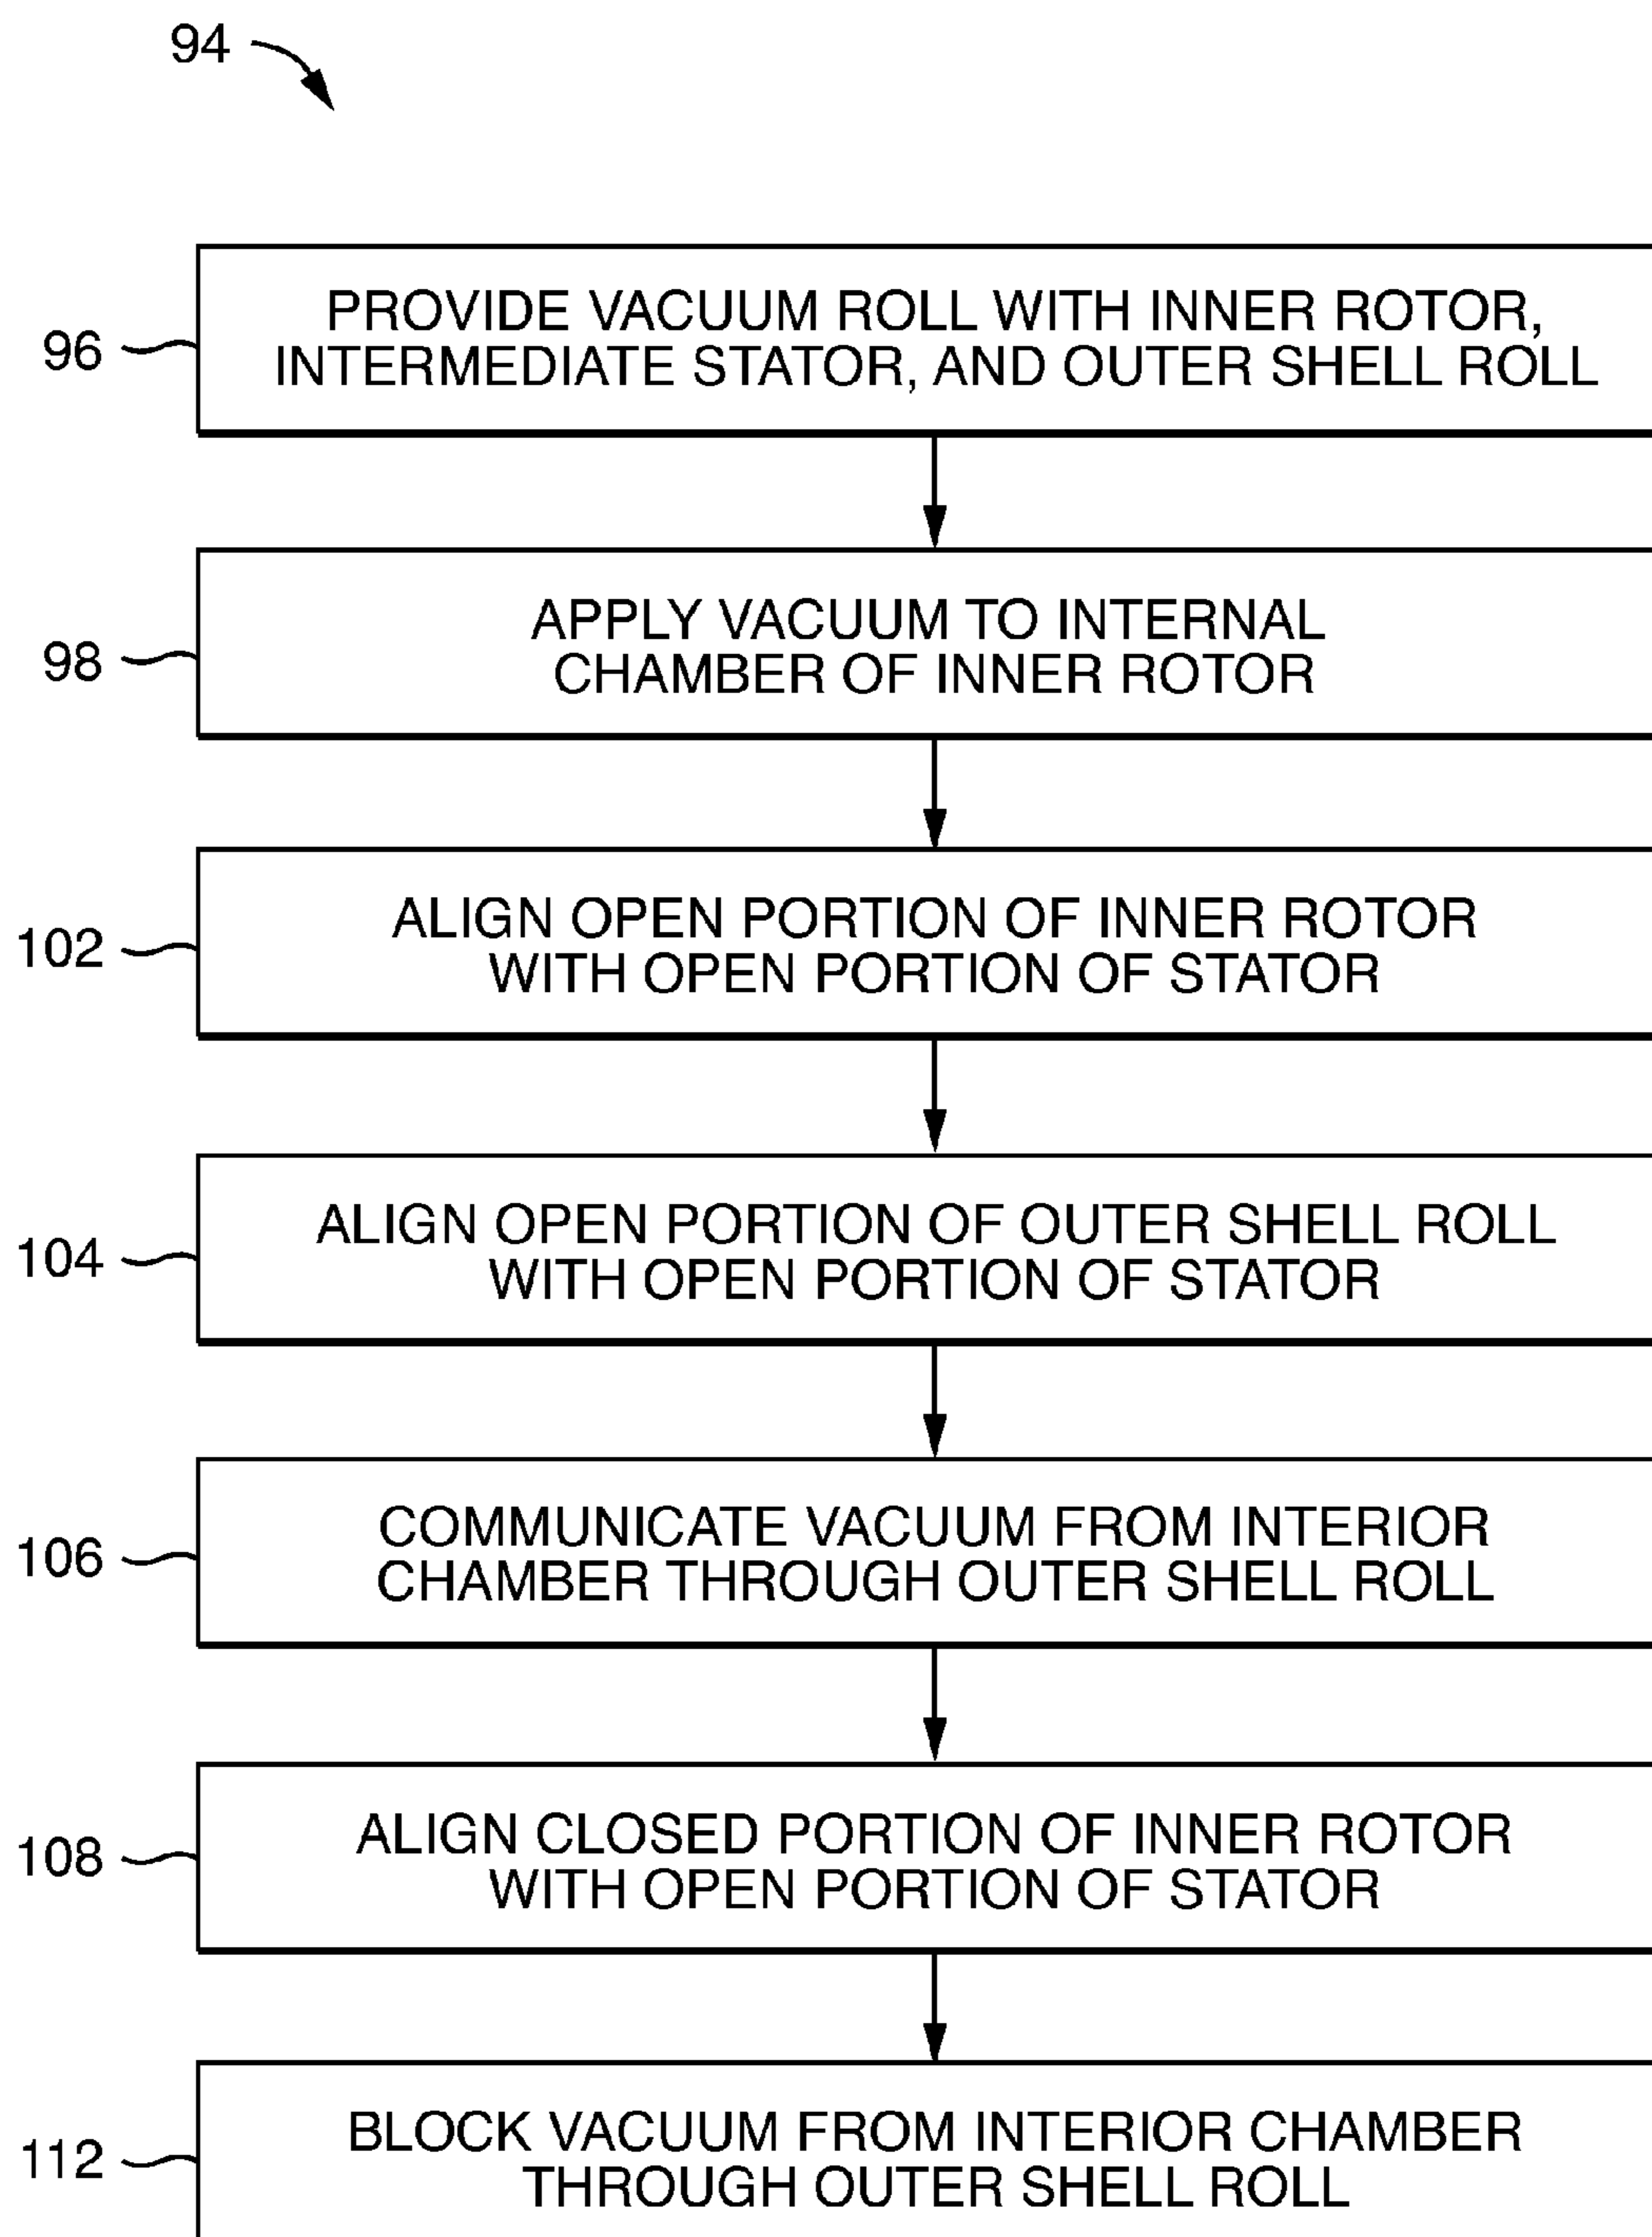 94
96
PROVIDE VACUUM ROLL WITH INNER ROTOR,
INTERMEDIATE STATOR, AND OUTER SHELL ROLL
98
APPLY VACUUM TO INTERNAL
CHAMBER OF INNER ROTOR
102
ALIGN OPEN PORTION OF INNER ROTOR
WITH OPEN PORTION OF STATOR
104
ALIGN OPEN PORTION OF OUTER SHELL ROLL
WITH OPEN PORTION OF STATOR
106
COMMUNICATE VACUUM FROM INTERIOR
CHAMBER THROUGH OUTER SHELL ROLL
108
ALIGN CLOSED PORTION OF INNER ROTOR
WITH OPEN PORTION OF STATOR
112
BLOCK VACUUM FROM INTERIOR CHAMBER
THROUGH OUTER SHELL ROLL